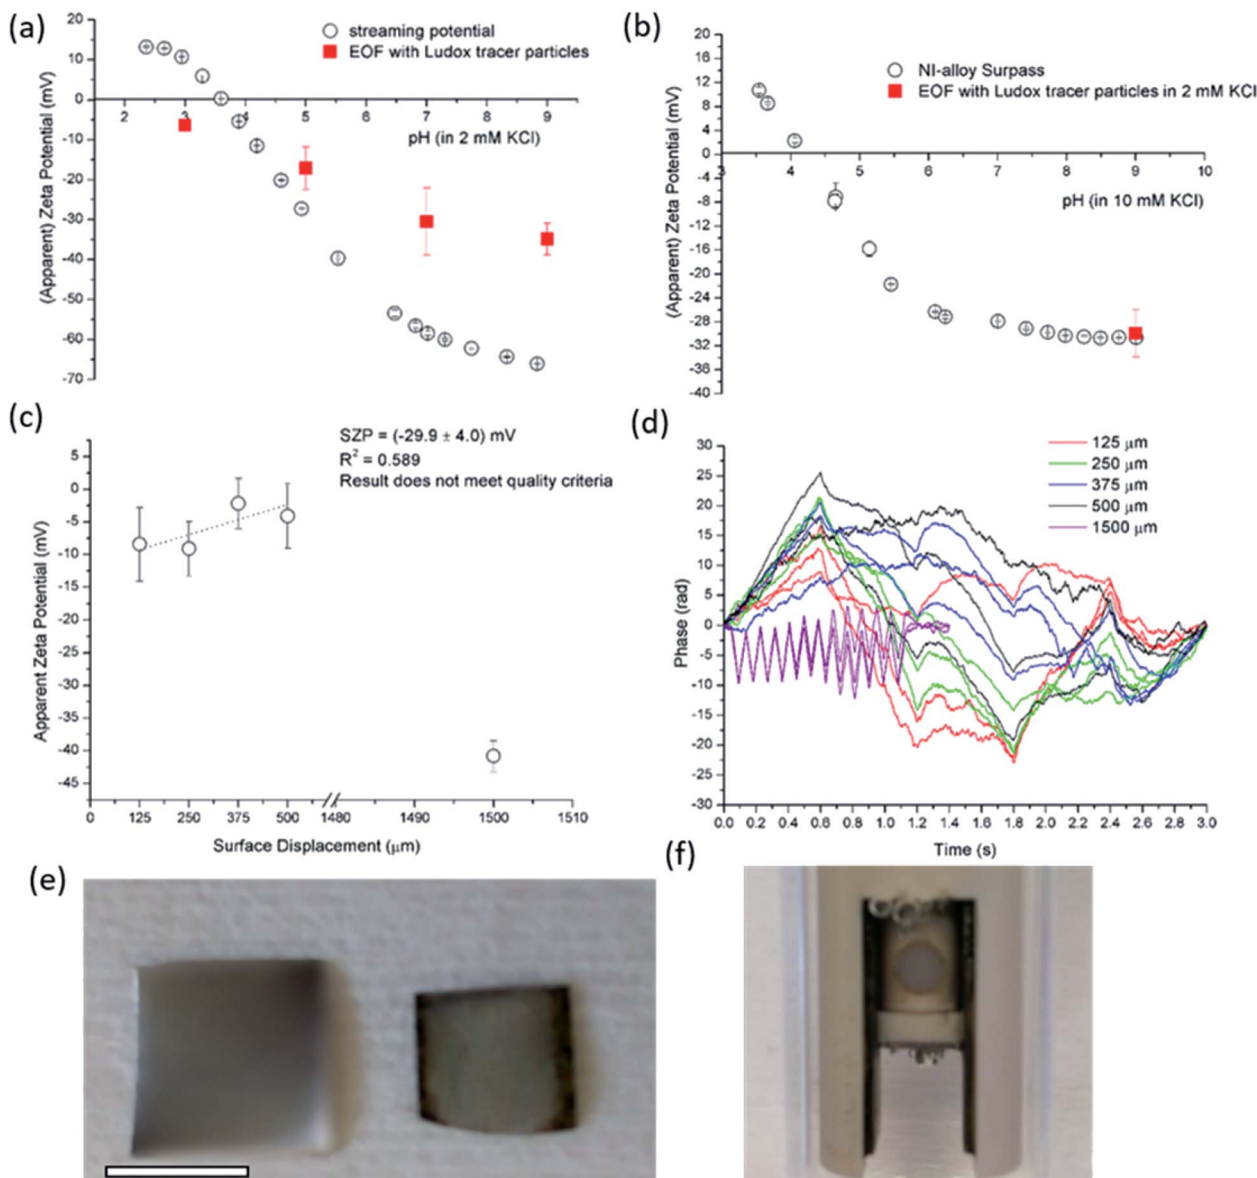 (a)
streaming potential
EOF with Ludox tracer particles
(Apparent) Zeta Potential (mV)
20
10
0
-10
-20
-30
-40
-50
-60
-70
2 3 4 5 6 7 8 9
pH (in 2 mM KCl)
(b)
NI-alloy Surpass
EOF with Ludox tracer particles in 2 mM KCl
(Apparent) Zeta Potential (mV)
20
16
12
8
4
0
-4
-8
-12
-16
-20
-24
-28
-32
-36
-40
3 4 5 6 7 8 9 10
pH (in 10 mM KCl)
(c)
SZP = (-29.9 ± 4.0) mV
R² = 0.589
Result does not meet quality criteria
Apparent Zeta Potential (mV)
5
0
-5
-10
-15
-20
-25
-30
-35
-40
-45
0 125 250 375 500 1480 1490 1500 1510
Surface Displacement (μm)
(d)
125 μm
250 μm
375 μm
500 μm
1500 μm
Phase (rad)
30
25
20
15
10
5
0
-5
-10
-15
-20
-25
-30
0.0 0.2 0.4 0.6 0.8 1.0 1.2 1.4 1.6 1.8 2.0 2.2 2.4 2.6 2.8 3.0
Time (s)
(e)
(f)